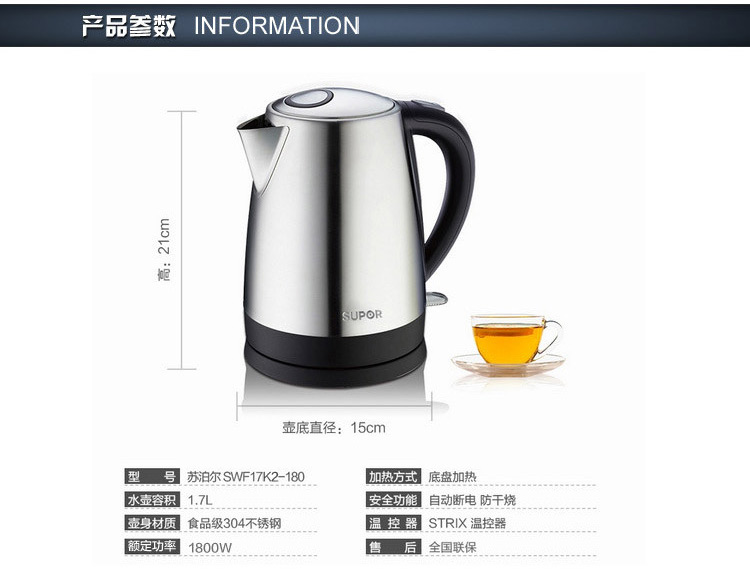 产品参数 INFORMATION
高：21cm
SUPOR
壶底直径：15cm
型 号 苏泊尔 SWF17K2-180
加热方式 底盘加热
水壶容积 1.7L
安全功能 自动断电 防干烧
壶身材质 食品级304不锈钢
温 控 器 STRIX 温控器
额定功率 1800W
售 后 全国联保